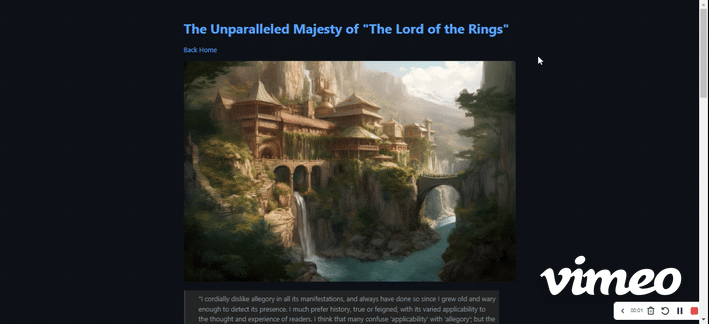 The Unparalleled Majesty of "The Lord of the Rings"
Back Home
"I cordially dislike allegory in all its manifestations, and always have done so since I grew old and wary
enough to detect its presence. I much prefer history, true or feigned, with its varied applicability to
the thought and experience of readers. I think that many confuse 'applicability' with 'allegory'; but the
vimeo
00:01